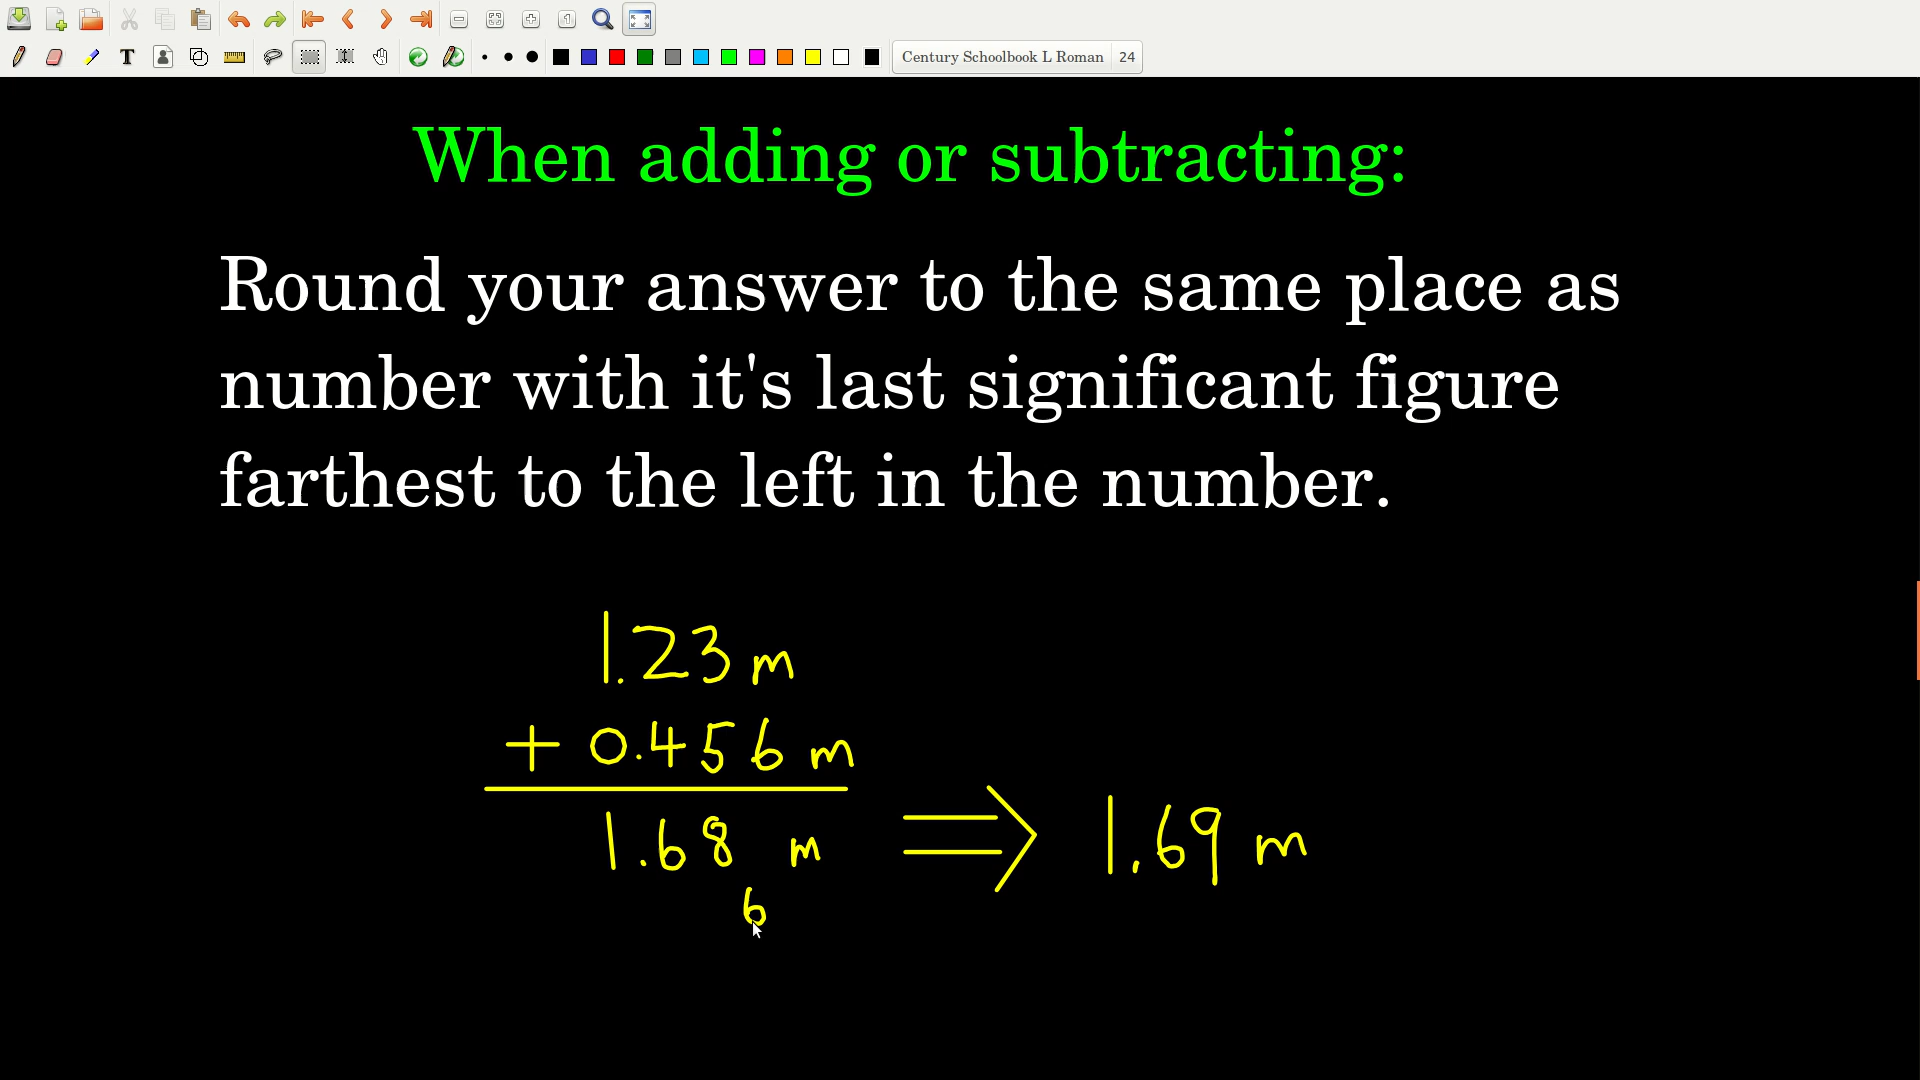 Century Schoolbook L Roman 24
When adding or subtracting:
Round your answer to the same place as
number with it's last significant figure
farthest to the left in the number.
1.23 m
+ 0.456 m
1.68 m ⇒ 1.69 m
6